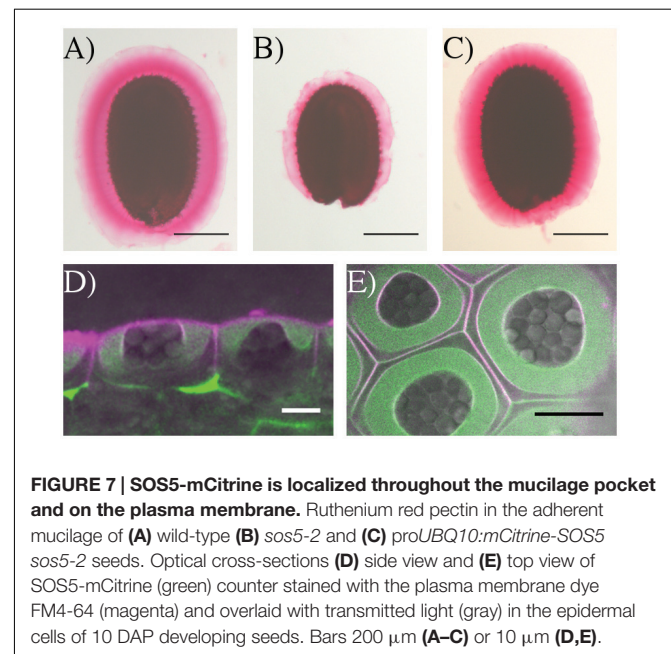 A)
B)
C)
D)
E)
FIGURE 7 | SOS5-mCitrine is localized throughout the mucilage pocket
and on the plasma membrane. Ruthenium red pectin in the adherent
mucilage of (A) wild-type (B) sos5-2 and (C) proUBQ10:mCitrine-SOS5
sos5-2 seeds. Optical cross-sections (D) side view and (E) top view of
SOS5-mCitrine (green) counter stained with the plasma membrane dye
FM4-64 (magenta) and overlaid with transmitted light (gray) in the epidermal
cells of 10 DAP developing seeds. Bars 200 μm (A–C) or 10 μm (D,E).